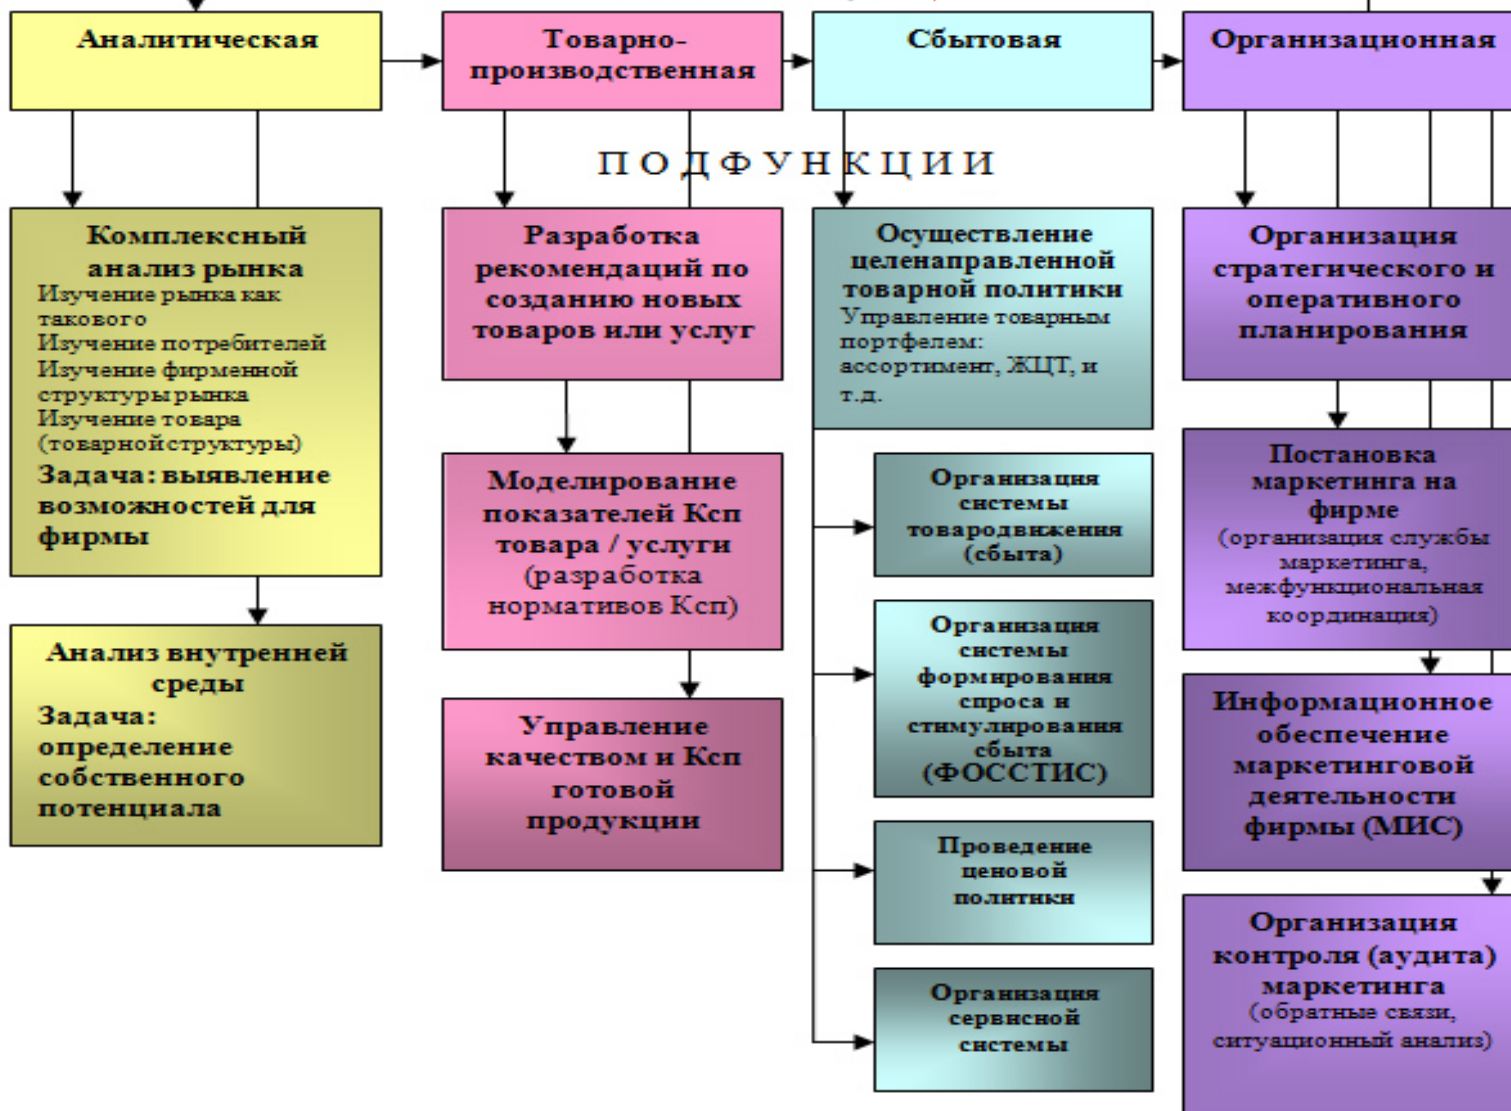 Аналитическая
Товарно-
производственная
Сбытовая
Организационная
ПОДФУНКЦИИ
Комплексный
анализ рынка
Изучение рынка как
такового
Изучение потребителей
Изучение фирменной
структуры рынка
Изучение товара
(товарной структуры)
Задача: выявление
возможностей для
фирмы
Анализ внутренней
среды
Задача:
определение
собственного
потенциала
Разработка
рекомендаций по
созданию новых
товаров или услуг
Моделирование
показателей Ксп
товара / услуги
(разработка
нормативов Ксп)
Управление
качеством и Ксп
готовой
продукции
Осуществление
целенаправленной
товарной политики
Управление товарным
портфелем:
ассортимент, ЖЦТ, и
т.д.
Организация
системы
товародвижения
(сбыта)
Организация
системы
формирования
спроса и
стимулирования
сбыта
(ФОССТИС)
Проведение
ценовой
политики
Организация
сервисной
системы
Организация
стратегического и
оперативного
планирования
Постановка
маркетинга на
фирме
(организация службы
маркетинга,
межфункциональная
координация)
Информационное
обеспечение
маркетинговой
деятельности
фирмы (МИС)
Организация
контроля (аудита)
маркетинга
(обратные связи,
ситуационный анализ)